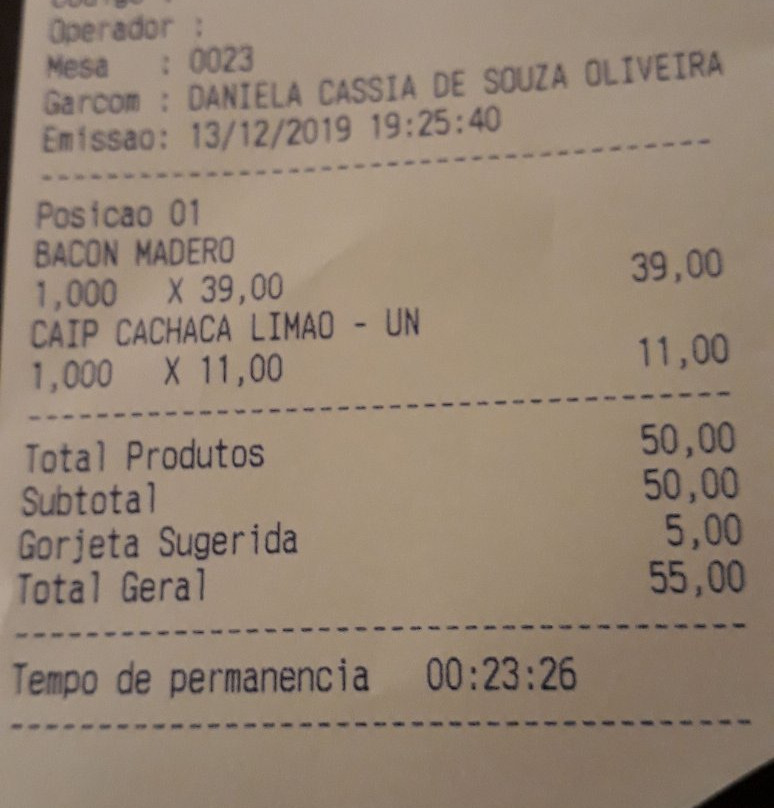 Operador :
Mesa : 0023
Garcom : DANIELA CASSIA DE SOUZA OLIVEIRA
Emissao: 13/12/2019 19:25:40
----------------------------------------
Posicao 01
BACON MADERO
1,000 X 39,00 39,00
CAIP CACHACA LIMAO - UN
1,000 X 11,00 11,00
----------------------------------------
Total Produtos 50,00
Subtotal 50,00
Gorjeta Sugerida 5,00
Total Geral 55,00
----------------------------------------
Tempo de permanencia 00:23:26
----------------------------------------